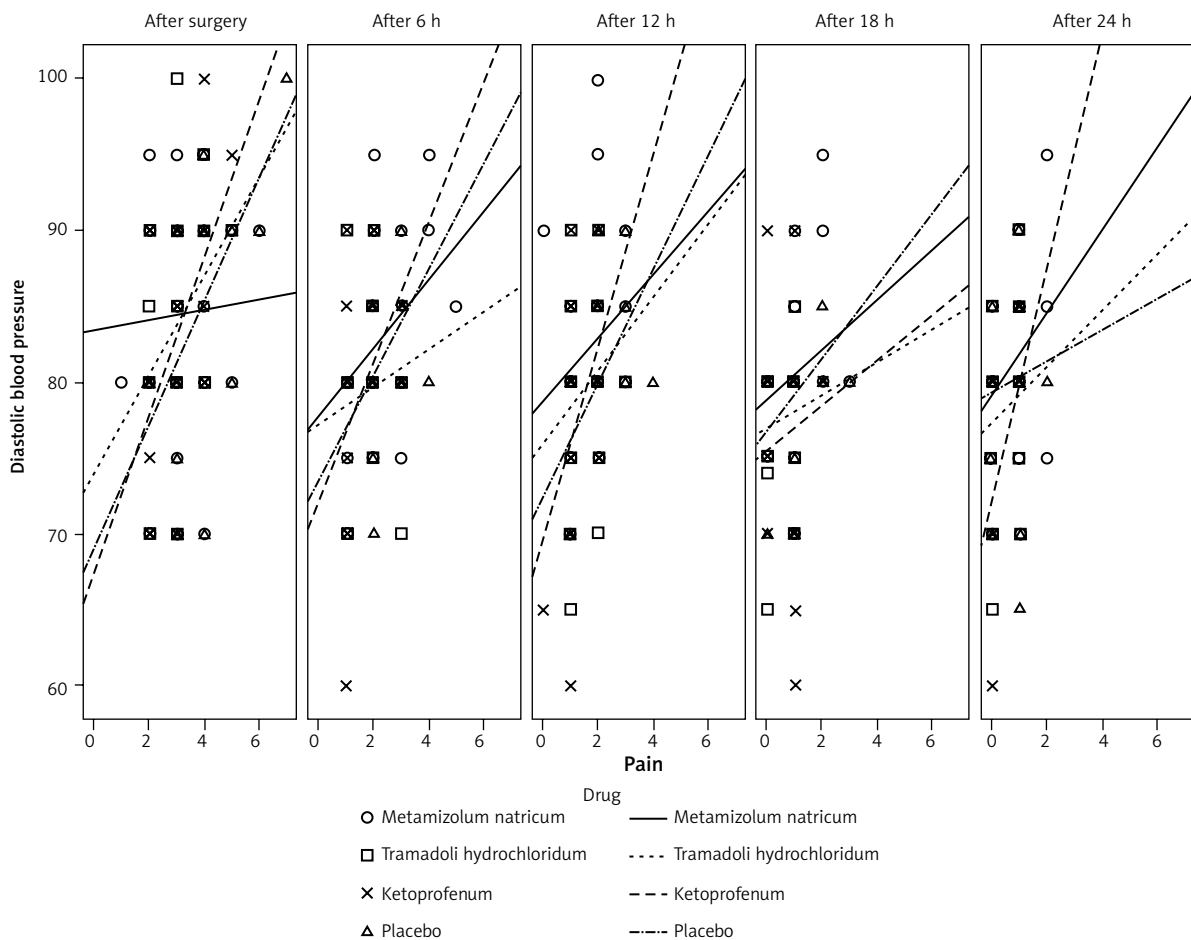 After surgery After 6 h After 12 h After 18 h After 24 h
Diastolic blood pressure
100
90
80
70
60
0 2 4 6 0 2 4 6 0 2 4 6 0 2 4 6 0 2 4 6
Pain
Drug
Metamizolum natricum Metamizolum natricum
Tramadoli hydrochloridum Tramadoli hydrochloridum
Ketoprofenum Ketoprofenum
Placebo Placebo